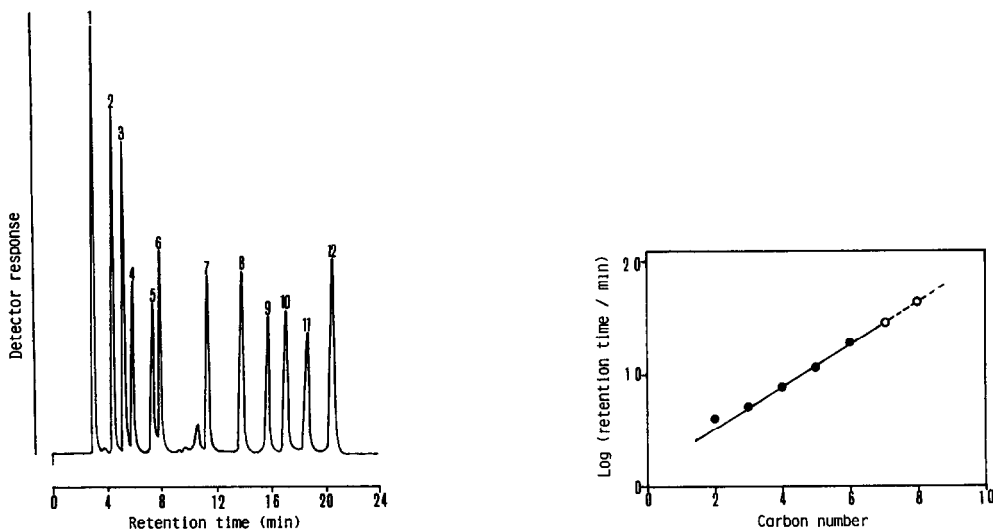 1
2
3
4
5
6
7
8
9
10
11
12
Detector response
0 4 8 12 16 20 24
Retention time (min)
2 0
1 0
0
Log (retention time / min)
0 2 4 6 8 10
Carbon number